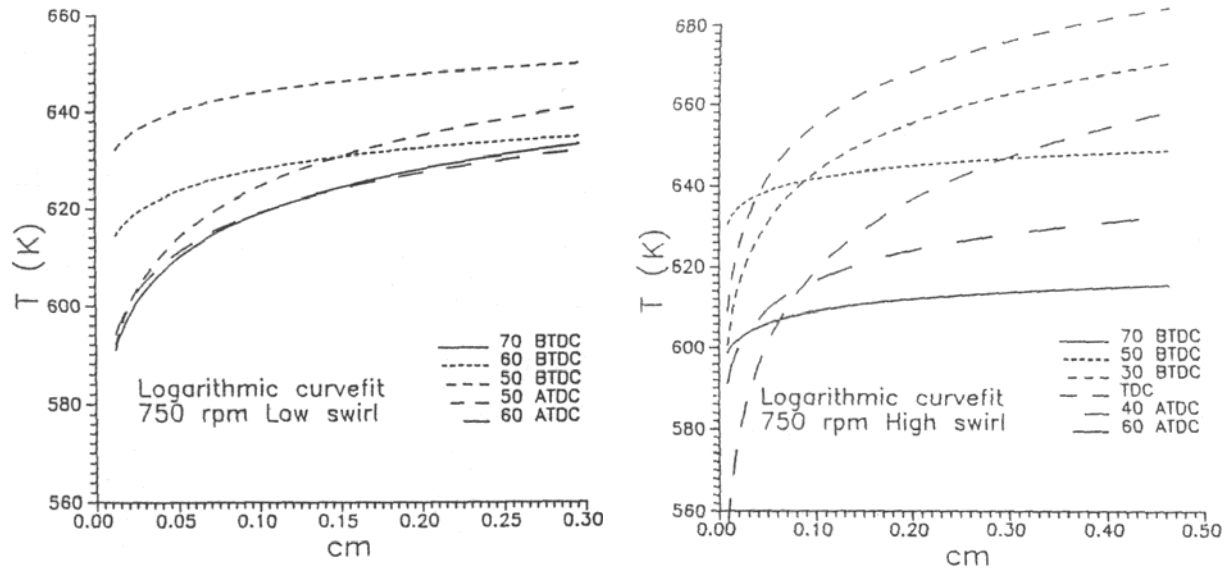 660
640
620
600
580
560
T (K)
0.00 0.05 0.10 0.15 0.20 0.25 0.30
cm
70 BTDC
60 BTDC
50 BTDC
50 ATDC
60 ATDC
Logarithmic curvefit
750 rpm Low swirl
680
660
640
620
600
580
560
T (K)
0.00 0.10 0.20 0.30 0.40 0.50
cm
70 BTDC
50 BTDC
30 BTDC
TDC
40 ATDC
60 ATDC
Logarithmic curvefit
750 rpm High swirl